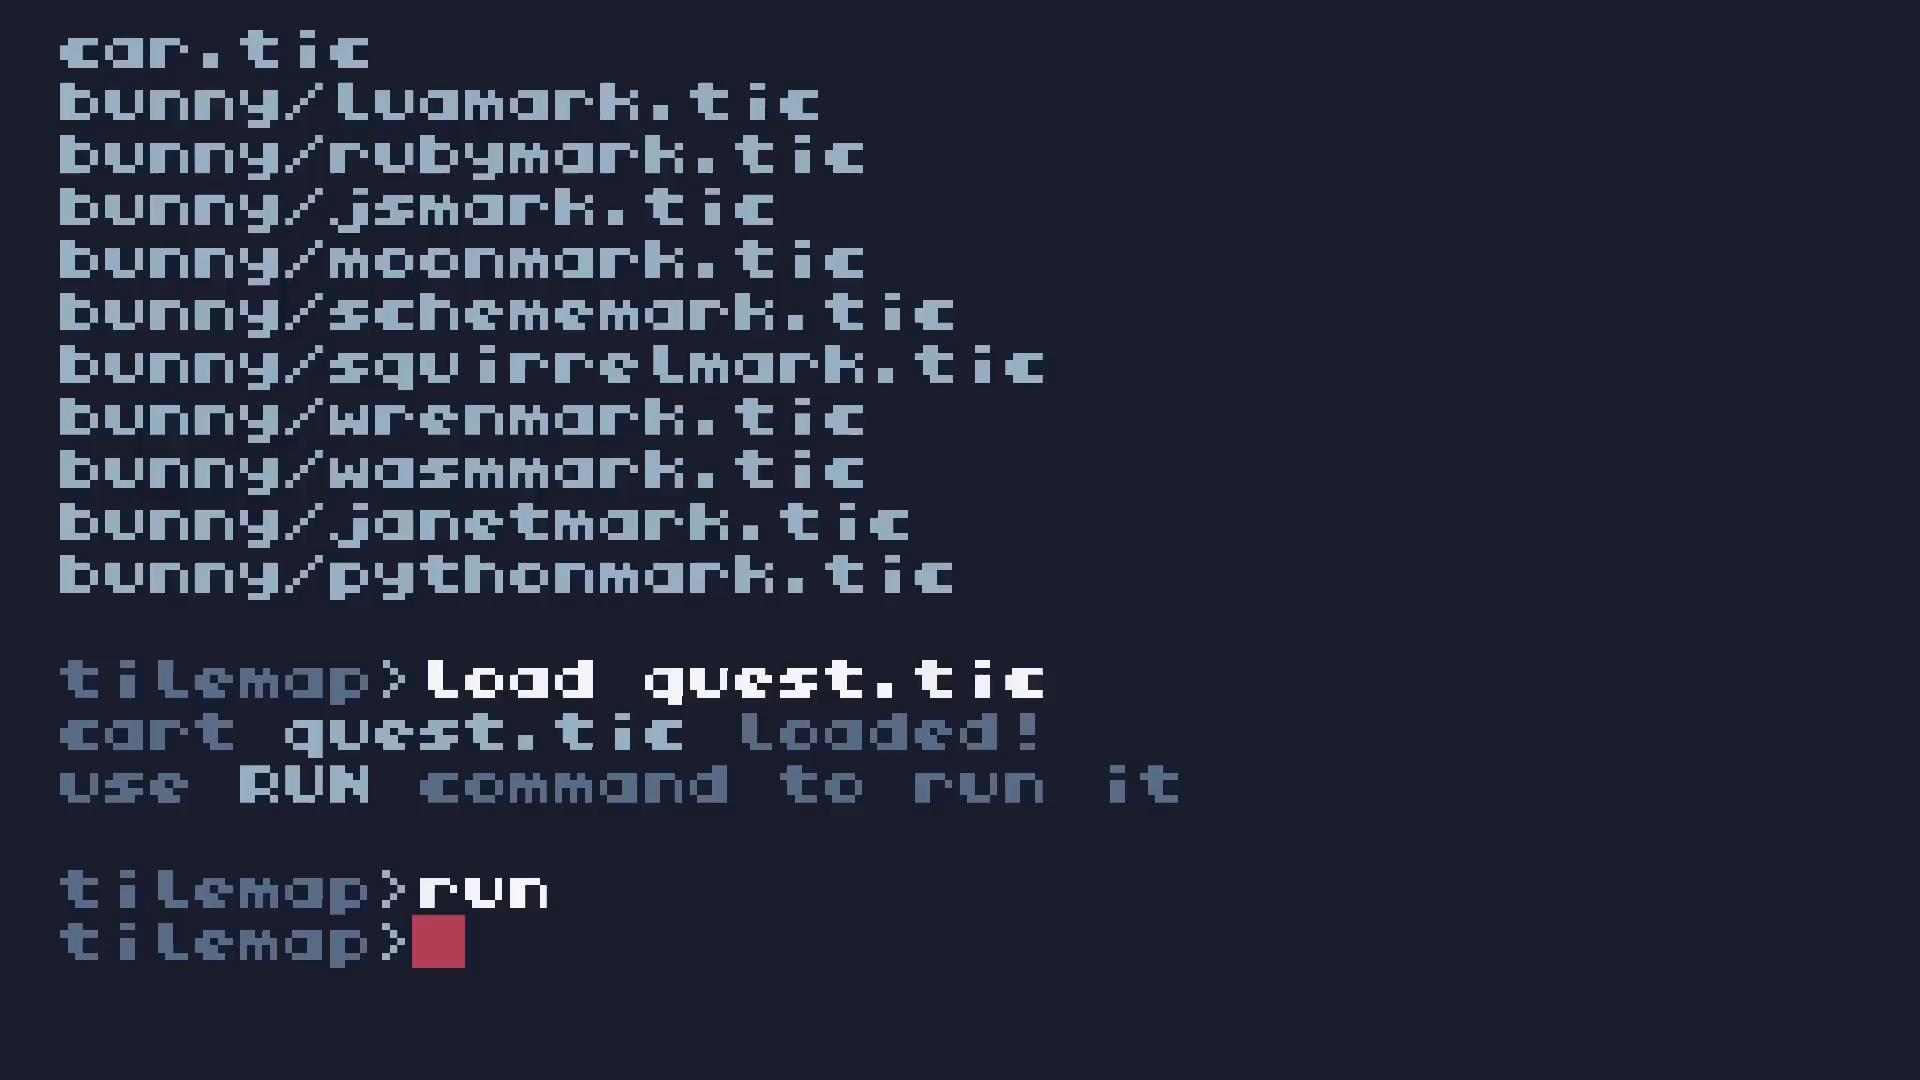 car.tic
bunny/luamark.tic
bunny/rubymark.tic
bunny/jsmark.tic
bunny/moonmark.tic
bunny/schememark.tic
bunny/squirrelmark.tic
bunny/wrenmark.tic
bunny/wasmmark.tic
bunny/janetmark.tic
bunny/pythonmark.tic
tilemap>load quest.tic
cart quest.tic loaded!
use RUN command to run it
tilemap>run
tilemap>